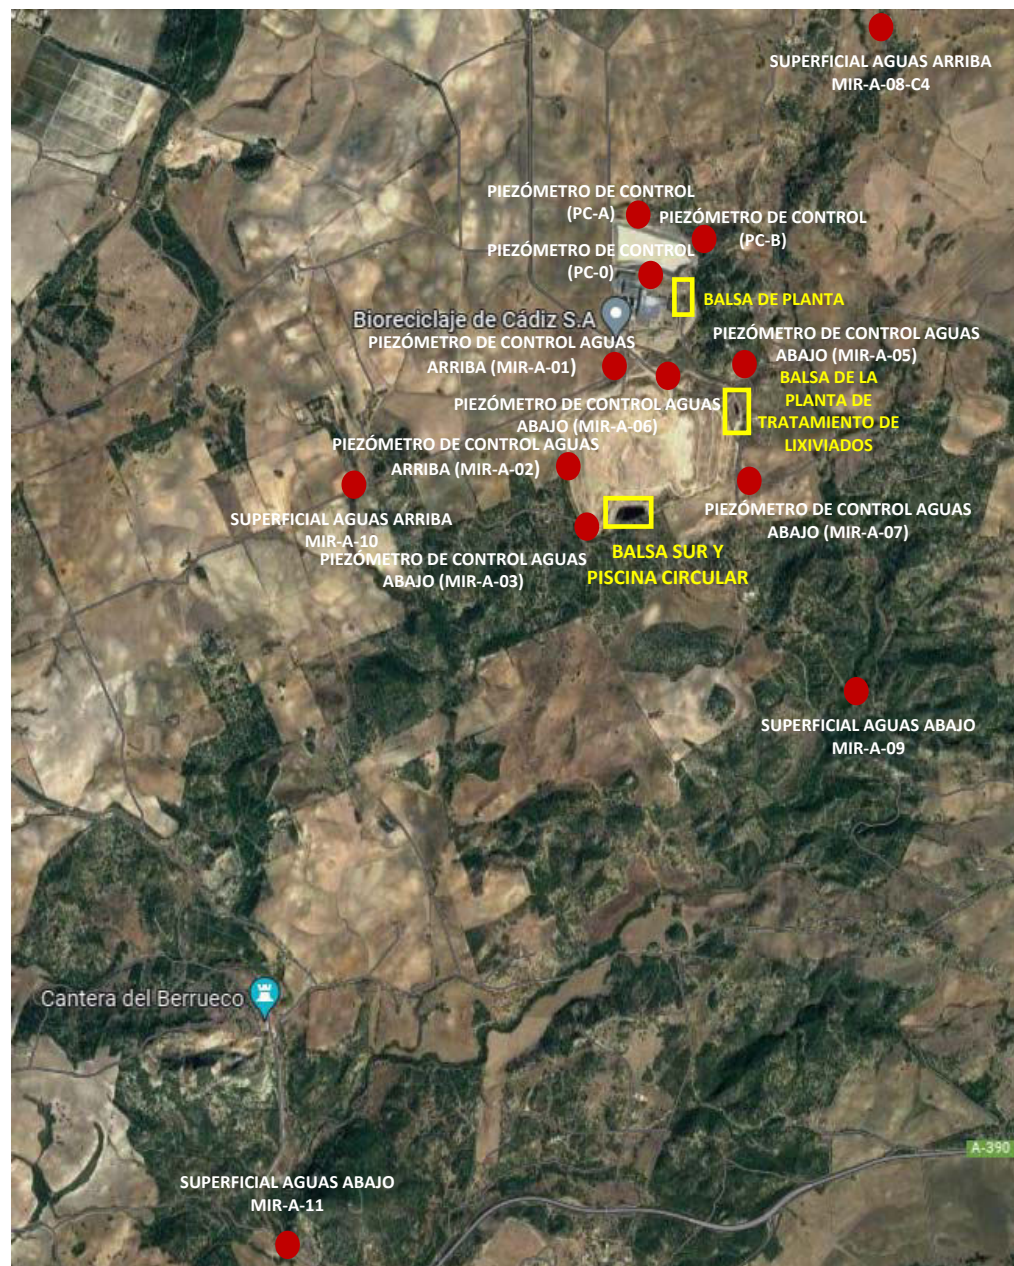 SUPERFICIAL AGUAS ARRIBA
MIR-A-08-C4
PIEZÓMETRO DE CONTROL
(PC-A)
PIEZÓMETRO DE CONTROL
(PC-B)
PIEZÓMETRO DE CONTROL
(PC-0)
BALSA DE PLANTA
Bioreciclaje de Cádiz S.A
PIEZÓMETRO DE CONTROL AGUAS
ARRIBA (MIR-A-01)
PIEZÓMETRO DE CONTROL AGUAS
ABAJO (MIR-A-05)
BALSA DE LA
PLANTA DE
TRATAMIENTO DE
LIXIVIADOS
PIEZÓMETRO DE CONTROL AGUAS
ABAJO (MIR-A-06)
PIEZÓMETRO DE CONTROL AGUAS
ARRIBA (MIR-A-02)
SUPERFICIAL AGUAS ARRIBA
MIR-A-10
PIEZÓMETRO DE CONTROL AGUAS
ABAJO (MIR-A-07)
PIEZÓMETRO DE CONTROL AGUAS
ABAJO (MIR-A-03)
BALSA SUR Y
PISCINA CIRCULAR
SUPERFICIAL AGUAS ABAJO
MIR-A-09
Cantera del Berrueco
A-390
SUPERFICIAL AGUAS ABAJO
MIR-A-11